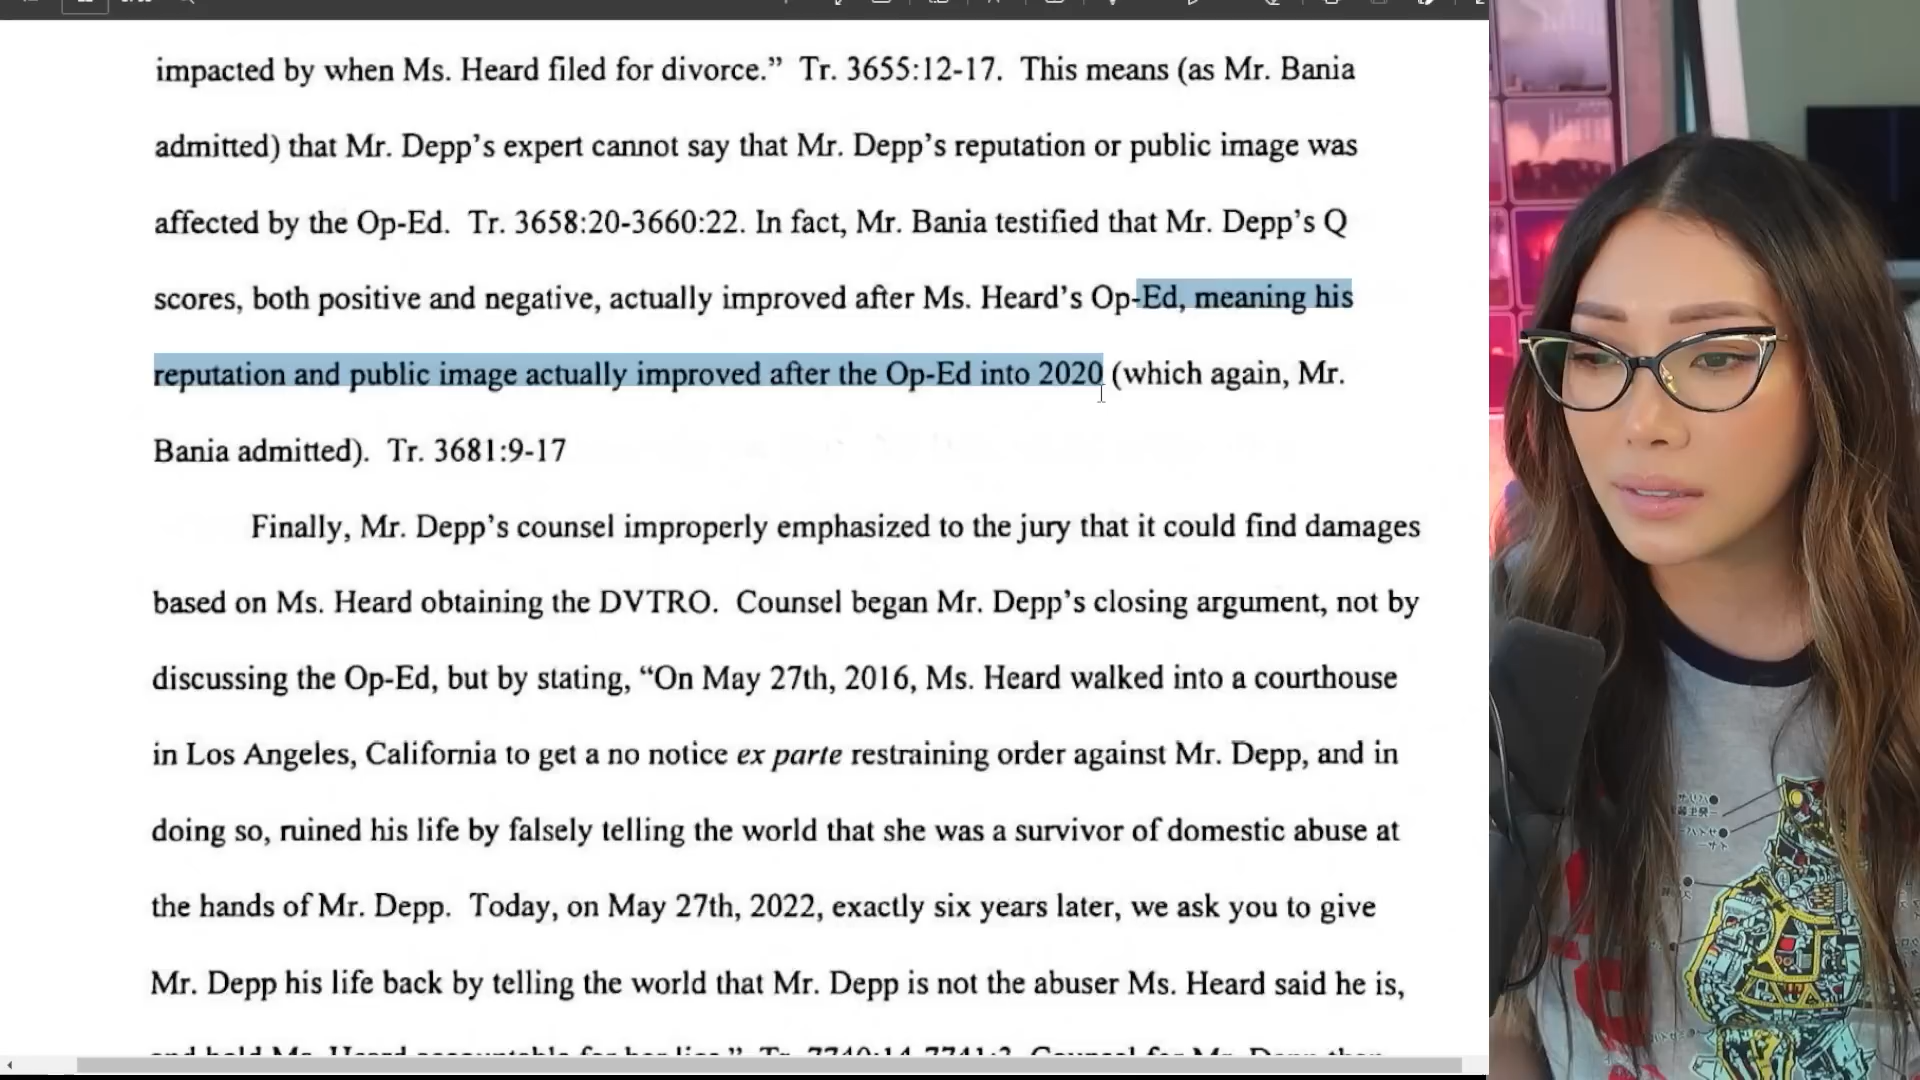 impacted by when Ms. Heard filed for divorce.” Tr. 3655:12-17. This means (as Mr. Bania
admitted) that Mr. Depp’s expert cannot say that Mr. Depp’s reputation or public image was
affected by the Op-Ed. Tr. 3658:20-3660:22. In fact, Mr. Bania testified that Mr. Depp’s Q
scores, both positive and negative, actually improved after Ms. Heard’s Op-Ed, meaning his
reputation and public image actually improved after the Op-Ed into 2020 (which again, Mr.
Bania admitted). Tr. 3681:9-17
Finally, Mr. Depp’s counsel improperly emphasized to the jury that it could find damages
based on Ms. Heard obtaining the DVTRO. Counsel began Mr. Depp’s closing argument, not by
discussing the Op-Ed, but by stating, “On May 27th, 2016, Ms. Heard walked into a courthouse
in Los Angeles, California to get a no notice ex parte restraining order against Mr. Depp, and in
doing so, ruined his life by falsely telling the world that she was a survivor of domestic abuse at
the hands of Mr. Depp. Today, on May 27th, 2022, exactly six years later, we ask you to give
Mr. Depp his life back by telling the world that Mr. Depp is not the abuser Ms. Heard said he is,